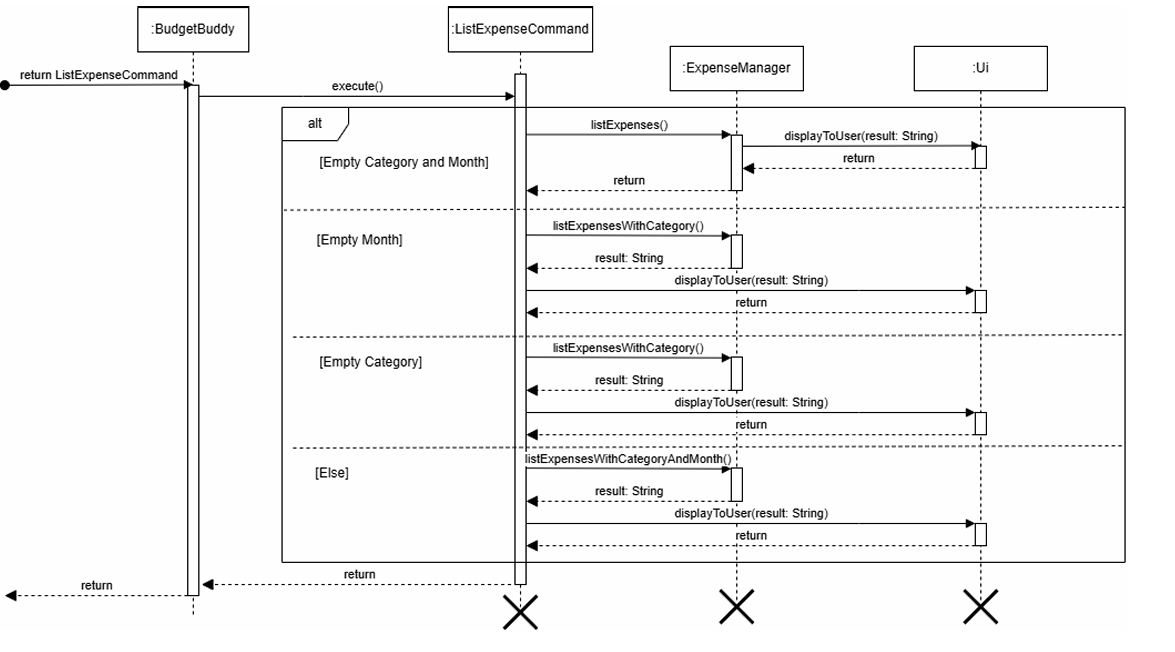 :BudgetBuddy
:ListExpenseCommand
:ExpenseManager
:Ui
return ListExpenseCommand
execute()
alt
listExpenses()
displayToUser(result: String)
[Empty Category and Month]
return
return
listExpensesWithCategory()
[Empty Month]
result: String
displayToUser(result: String)
return
listExpensesWithCategory()
[Empty Category]
result: String
displayToUser(result: String)
return
listExpensesWithCategoryAndMonth()
[Else]
result: String
displayToUser(result: String)
return
return
return